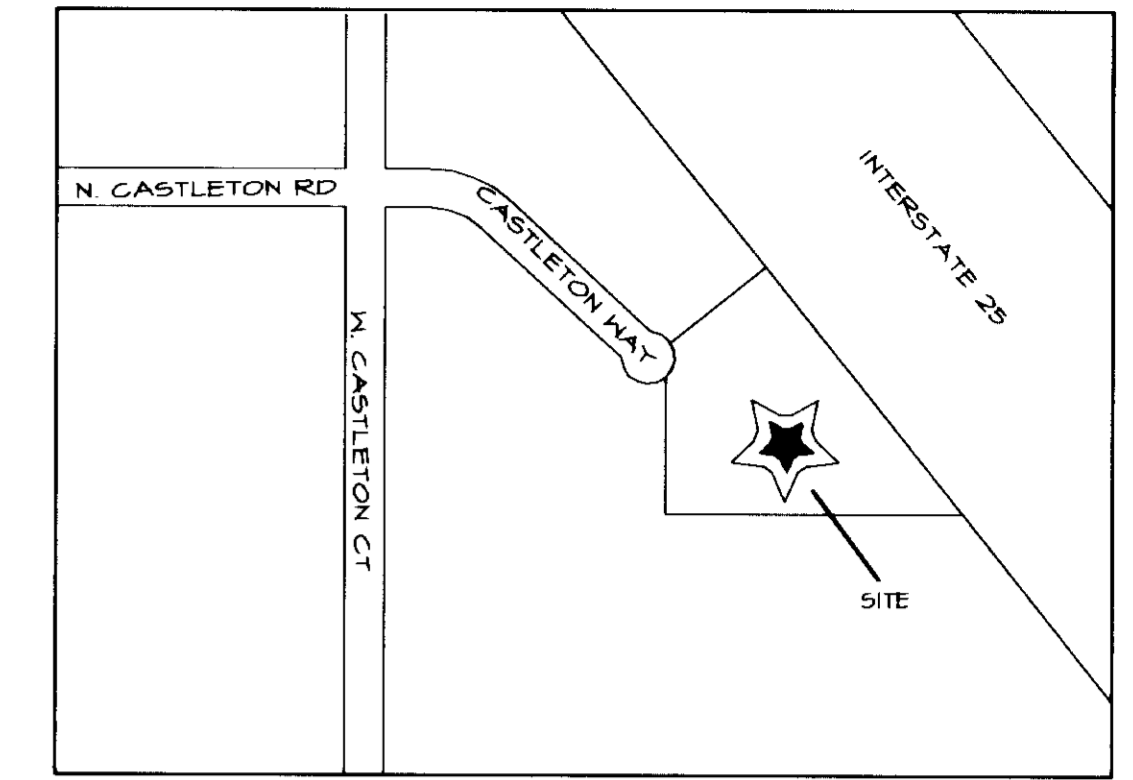 N. CASTLETON RD
CASTLETON WAY
INTERSTATE 25
W. CASTLETON CT
SITE